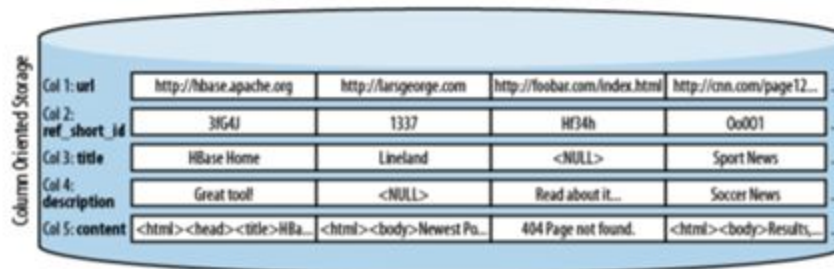 Column Oriented Storage
Col 1: url http://hbase.apache.org http://larsgeorge.com http://foobar.com/index.html http://cnn.com/page12...
Col 2: ref_short_id 3fG4J 1337 Hf34h Oo001
Col 3: title HBase Home Lineland <NULL> Sport News
Col 4: description Great tool! <NULL> Read about it... Soccer News
Col 5: content <html><head><title>HBa... <html><body>Newest Po... 404 Page not found. <html><body>Results,...